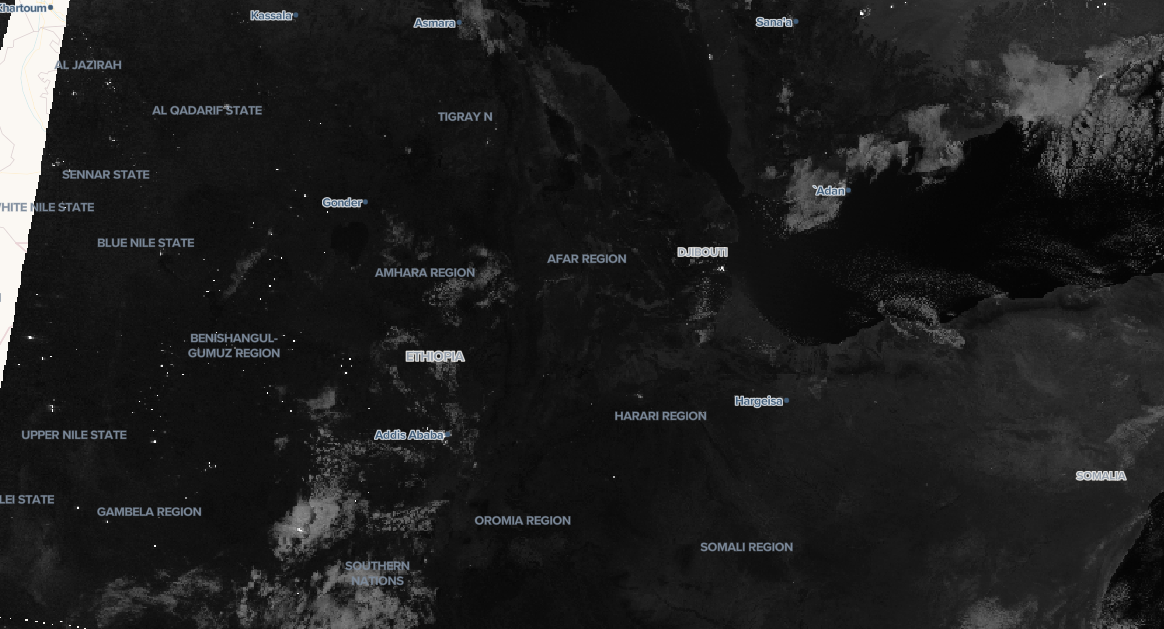 Khartoum
Kassala
Asmara
Sana'a
AL JAZIRAH
AL QADARIF STATE
TIGRAY N
SENNAR STATE
Adan
Gonder
WHITE NILE STATE
BLUE NILE STATE
DJIBOUTI
AFAR REGION
AMHARA REGION
BENISHANGUL-
GUMUZ REGION
ETHIOPIA
Hargeisa
HARARI REGION
UPPER NILE STATE
Addis Ababa
SOMALIA
LEI STATE
GAMBELA REGION
OROMIA REGION
SOMALI REGION
SOUTHERN
NATIONS